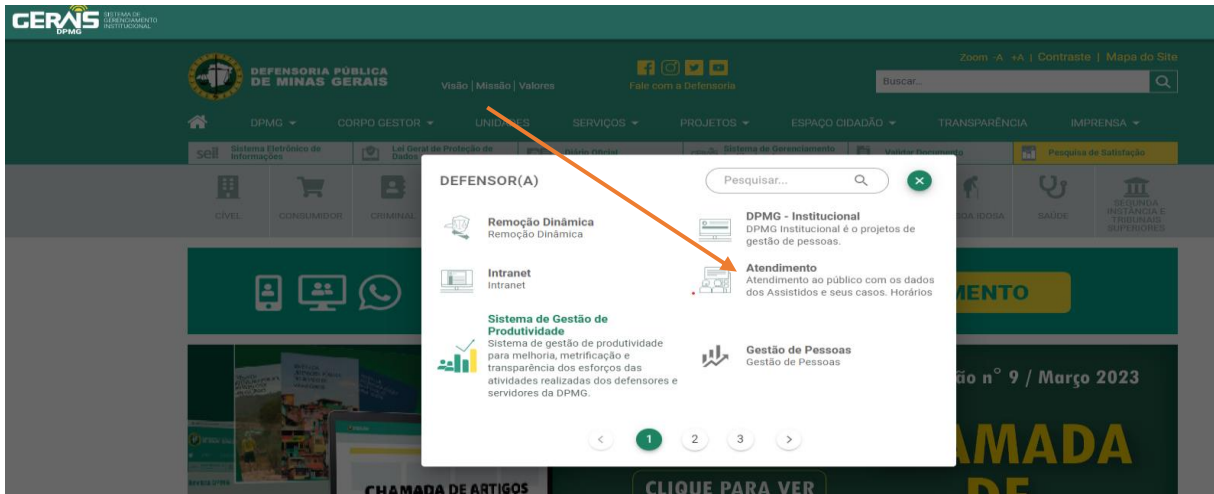 GERAIS
DPMG
SISTEMA DE
GERENCIAMENTO
INSTITUCIONAL
Zoom -A +A | Contraste | Mapa do Site
DEFENSORIA PÚBLICA
DE MINAS GERAIS
Visão | Missão | Valores
Fale com a Defensoria
Buscar...
DPMG
CORPO GESTOR
UNIDADES
SERVIÇOS
PROJETOS
ESPAÇO CIDADÃO
TRANSPARÊNCIA
IMPRENSA
sei!
Sistema Eletrônico de
Informações
Lei Geral de Proteção de
Dados
Diário Oficial
Sistema de Gerenciamento
Validar Documento
Pesquisa de Satisfação
CÍVEL
CONSUMIDOR
CRIMINAL
IDOSA
SAÚDE
SEGUNDA
INSTÂNCIA E
TRIBUNAIS
SUPERIORES
DEFENSOR(A)
Pesquisar...
Remoção Dinâmica
Remoção Dinâmica
DPMG - Institucional
DPMG Institucional é o projetos de
gestão de pessoas.
Intranet
Intranet
Atendimento
Atendimento ao público com os dados
dos Assistidos e seus casos. Horários
Sistema de Gestão de
Produtividade
Sistema de gestão de produtividade
para melhoria, metrificação e
transparência dos esforços das
atividades realizadas dos defensores e
servidores da DPMG.
Gestão de Pessoas
Gestão de Pessoas
< 1 2 3 >
MENTO
ão n° 9 / Março 2023
AMADA
DE
CHAMADA DE ARTIGOS
CLIQUE PARA VER